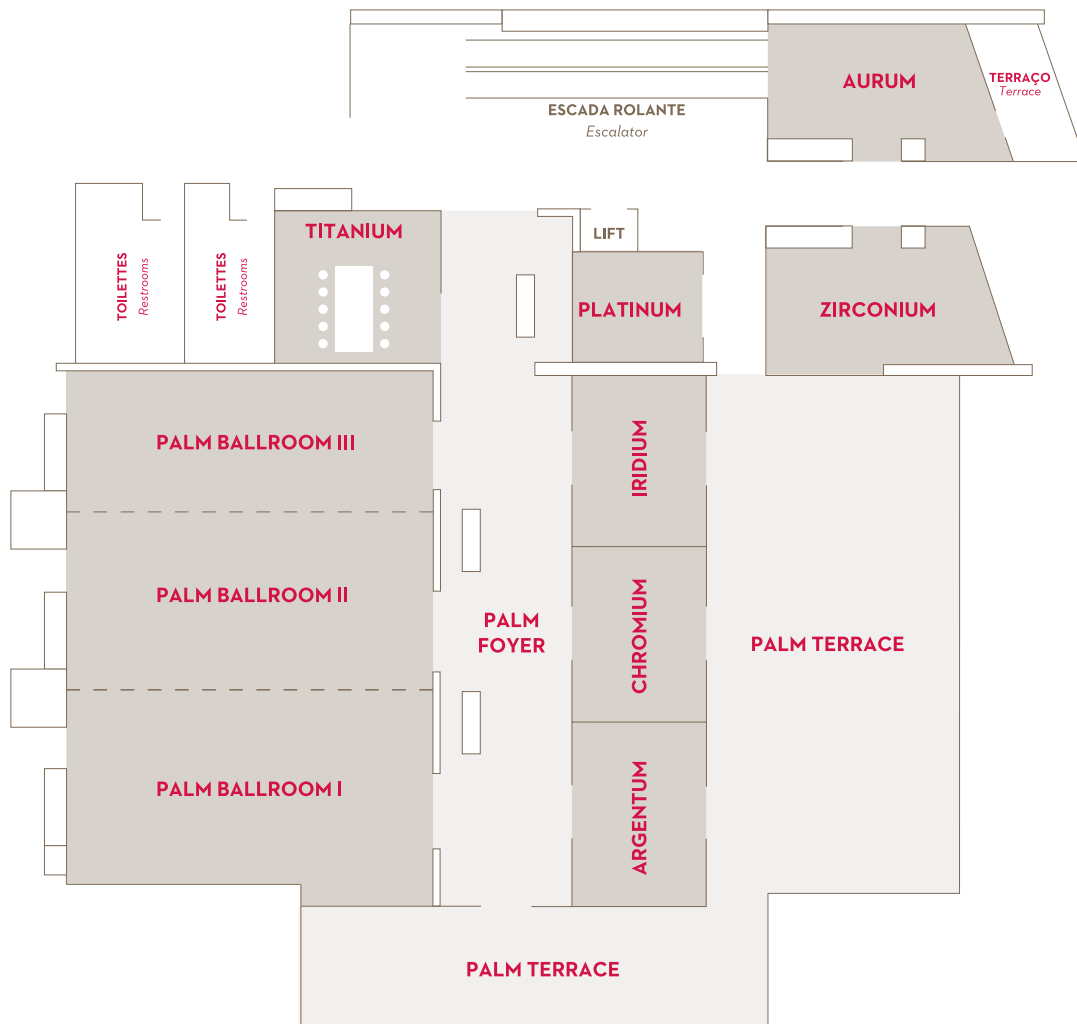 AURUM
TERRAÇO
Terrace
ESCADA ROLANTE
Escalator
TITANIUM
LIFT
TOILETTES
Restrooms
TOILETTES
Restrooms
PLATINUM
ZIRCONIUM
PALM BALLROOM III
IRIDIUM
PALM BALLROOM II
CHROMIUM
PALM
FOYER
PALM TERRACE
PALM BALLROOM I
ARGENTUM
PALM TERRACE